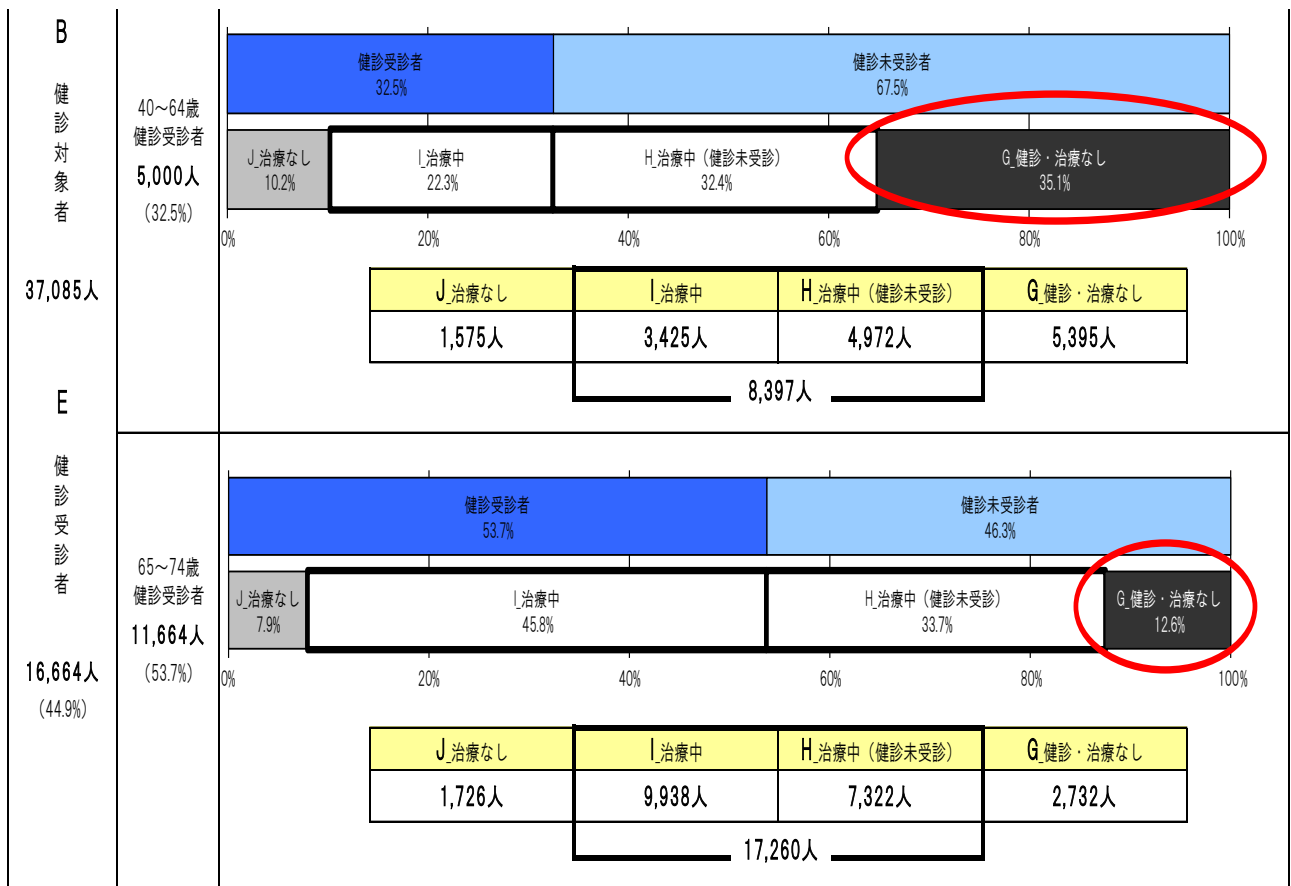 B
健診対象者
37,085人
E
健診受診者
16,664人
(44.9%)
40～64歳
健診受診者
5,000人
(32.5%)
健診受診者
32.5%
健診未受診者
67.5%
J_治療なし
10.2%
I_治療中
22.3%
H_治療中（健診未受診）
32.4%
G_健診・治療なし
35.1%
0% 20% 40% 60% 80% 100%
J_治療なし I_治療中 H_治療中（健診未受診） G_健診・治療なし
1,575人 3,425人 4,972人 5,395人
8,397人
65～74歳
健診受診者
11,664人
(53.7%)
健診受診者
53.7%
健診未受診者
46.3%
J_治療なし
7.9%
I_治療中
45.8%
H_治療中（健診未受診）
33.7%
G_健診・治療なし
12.6%
0% 20% 40% 60% 80% 100%
J_治療なし I_治療中 H_治療中（健診未受診） G_健診・治療なし
1,726人 9,938人 7,322人 2,732人
17,260人